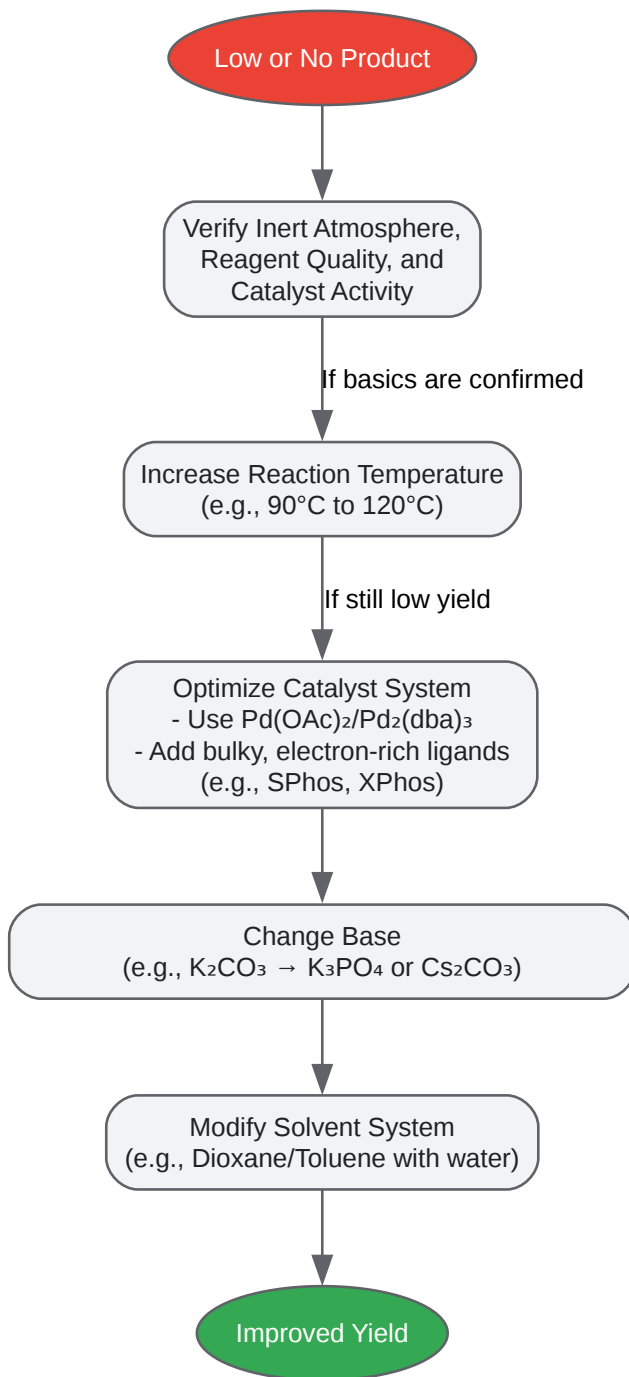 Low or No Product
Verify Inert Atmosphere,
Reagent Quality, and
Catalyst Activity
If basics are confirmed
Increase Reaction Temperature
(e.g., 90°C to 120°C)
If still low yield
Optimize Catalyst System
- Use Pd(OAc)₂/Pd₂(dba)₃
- Add bulky, electron-rich ligands
(e.g., SPhos, XPhos)
Change Base
(e.g., K₂CO₃ → K₃PO₄ or Cs₂CO₃)
Modify Solvent System
(e.g., Dioxane/Toluene with water)
Improved Yield